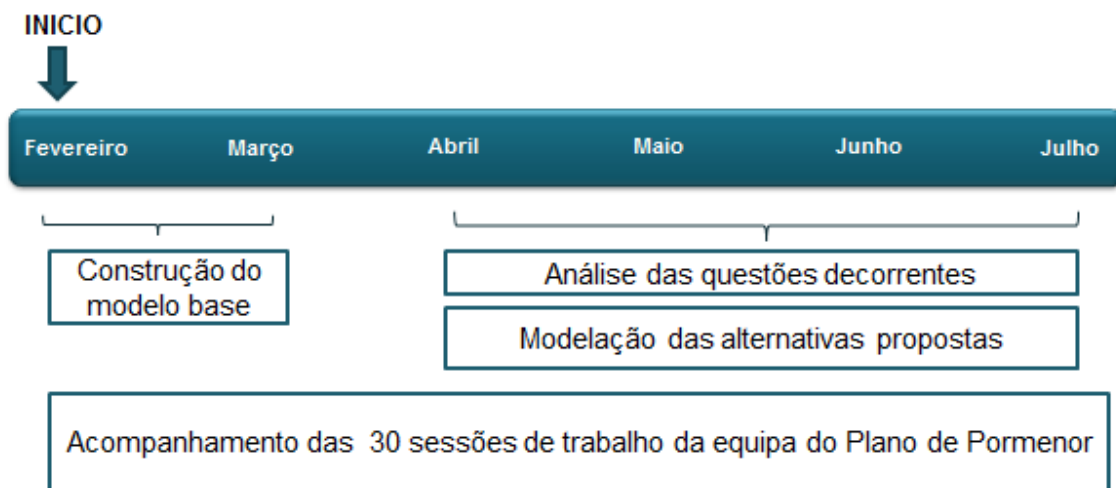 INICIO
Fevereiro Março Abril Maio Junho Julho
Construção do
modelo base
Análise das questões decorrentes
Modelação das alternativas propostas
Acompanhamento das 30 sessões de trabalho da equipa do Plano de Pormenor